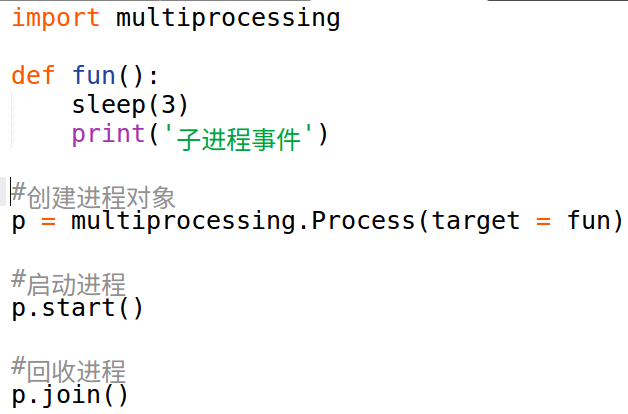 import multiprocessing
def fun():
    sleep(3)
    print('子进程事件')
#创建进程对象
p = multiprocessing.Process(target = fun)
#启动进程
p.start()
#回收进程
p.join()